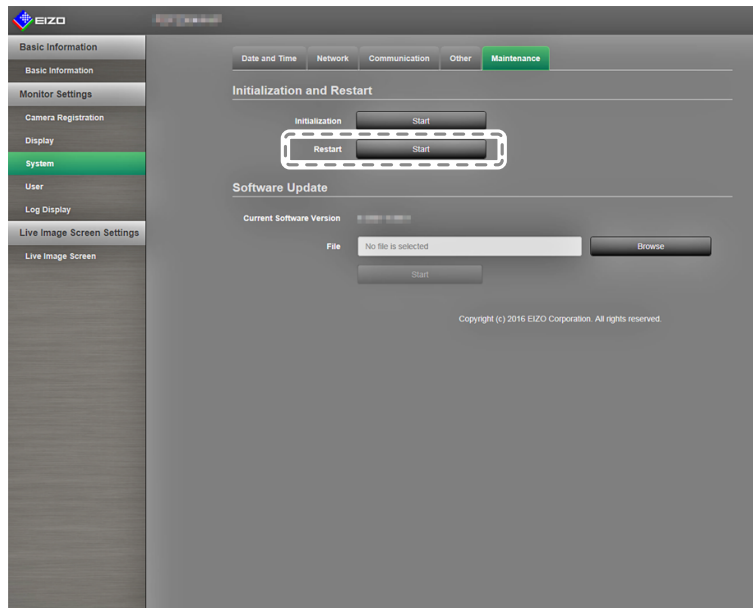 EIZO
Basic Information
Basic Information
Monitor Settings
Camera Registration
Display
System
User
Log Display
Live Image Screen Settings
Live Image Screen
Date and Time Network Communication Other Maintenance
Initialization and Restart
Initialization Start
Restart Start
Software Update
Current Software Version
File No file is selected Browse
Start
Copyright (c) 2016 EIZO Corporation. All rights reserved.